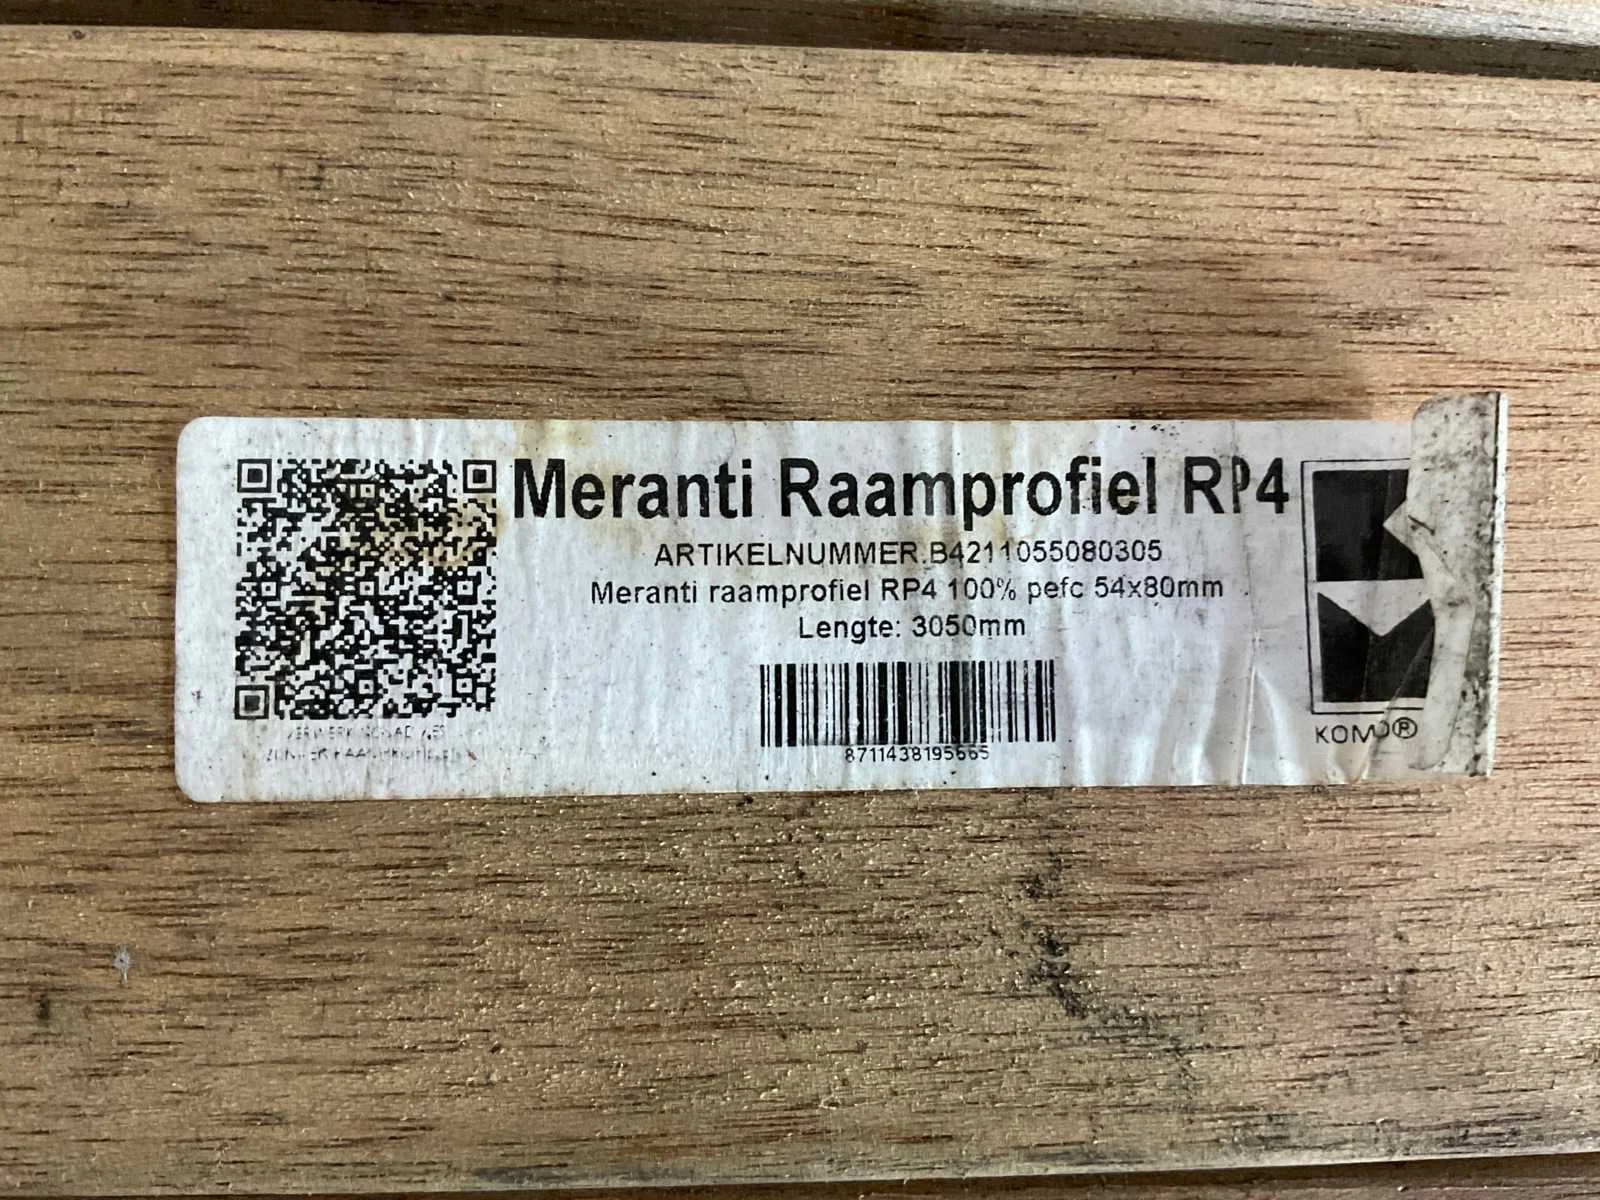 Meranti Raamprofiel RP4
ARTIKELNUMMER:B4211055080305
Meranti raamprofiel RP4 100% pefc 54x80mm
Lengte: 3050mm
8711438195665
KOMO®